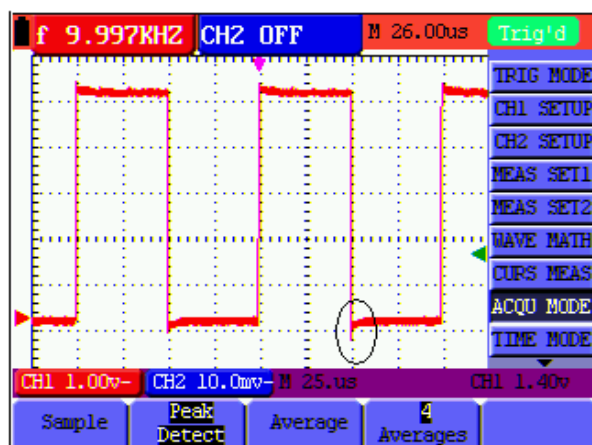 f 9.997KHZ
CH2 OFF
M 26.00us
Trig'd
TRIG MODE
CH1 SETUP
CH2 SETUP
MEAS SET1
MEAS SET2
WAVE MATH
CURS MEAS
ACQU MODE
TIME MODE
CH1 1.00v-
CH2 10.0mv-
M 25.us
CH1 1.40v
Sample
Peak
Detect
Average
4
Averages